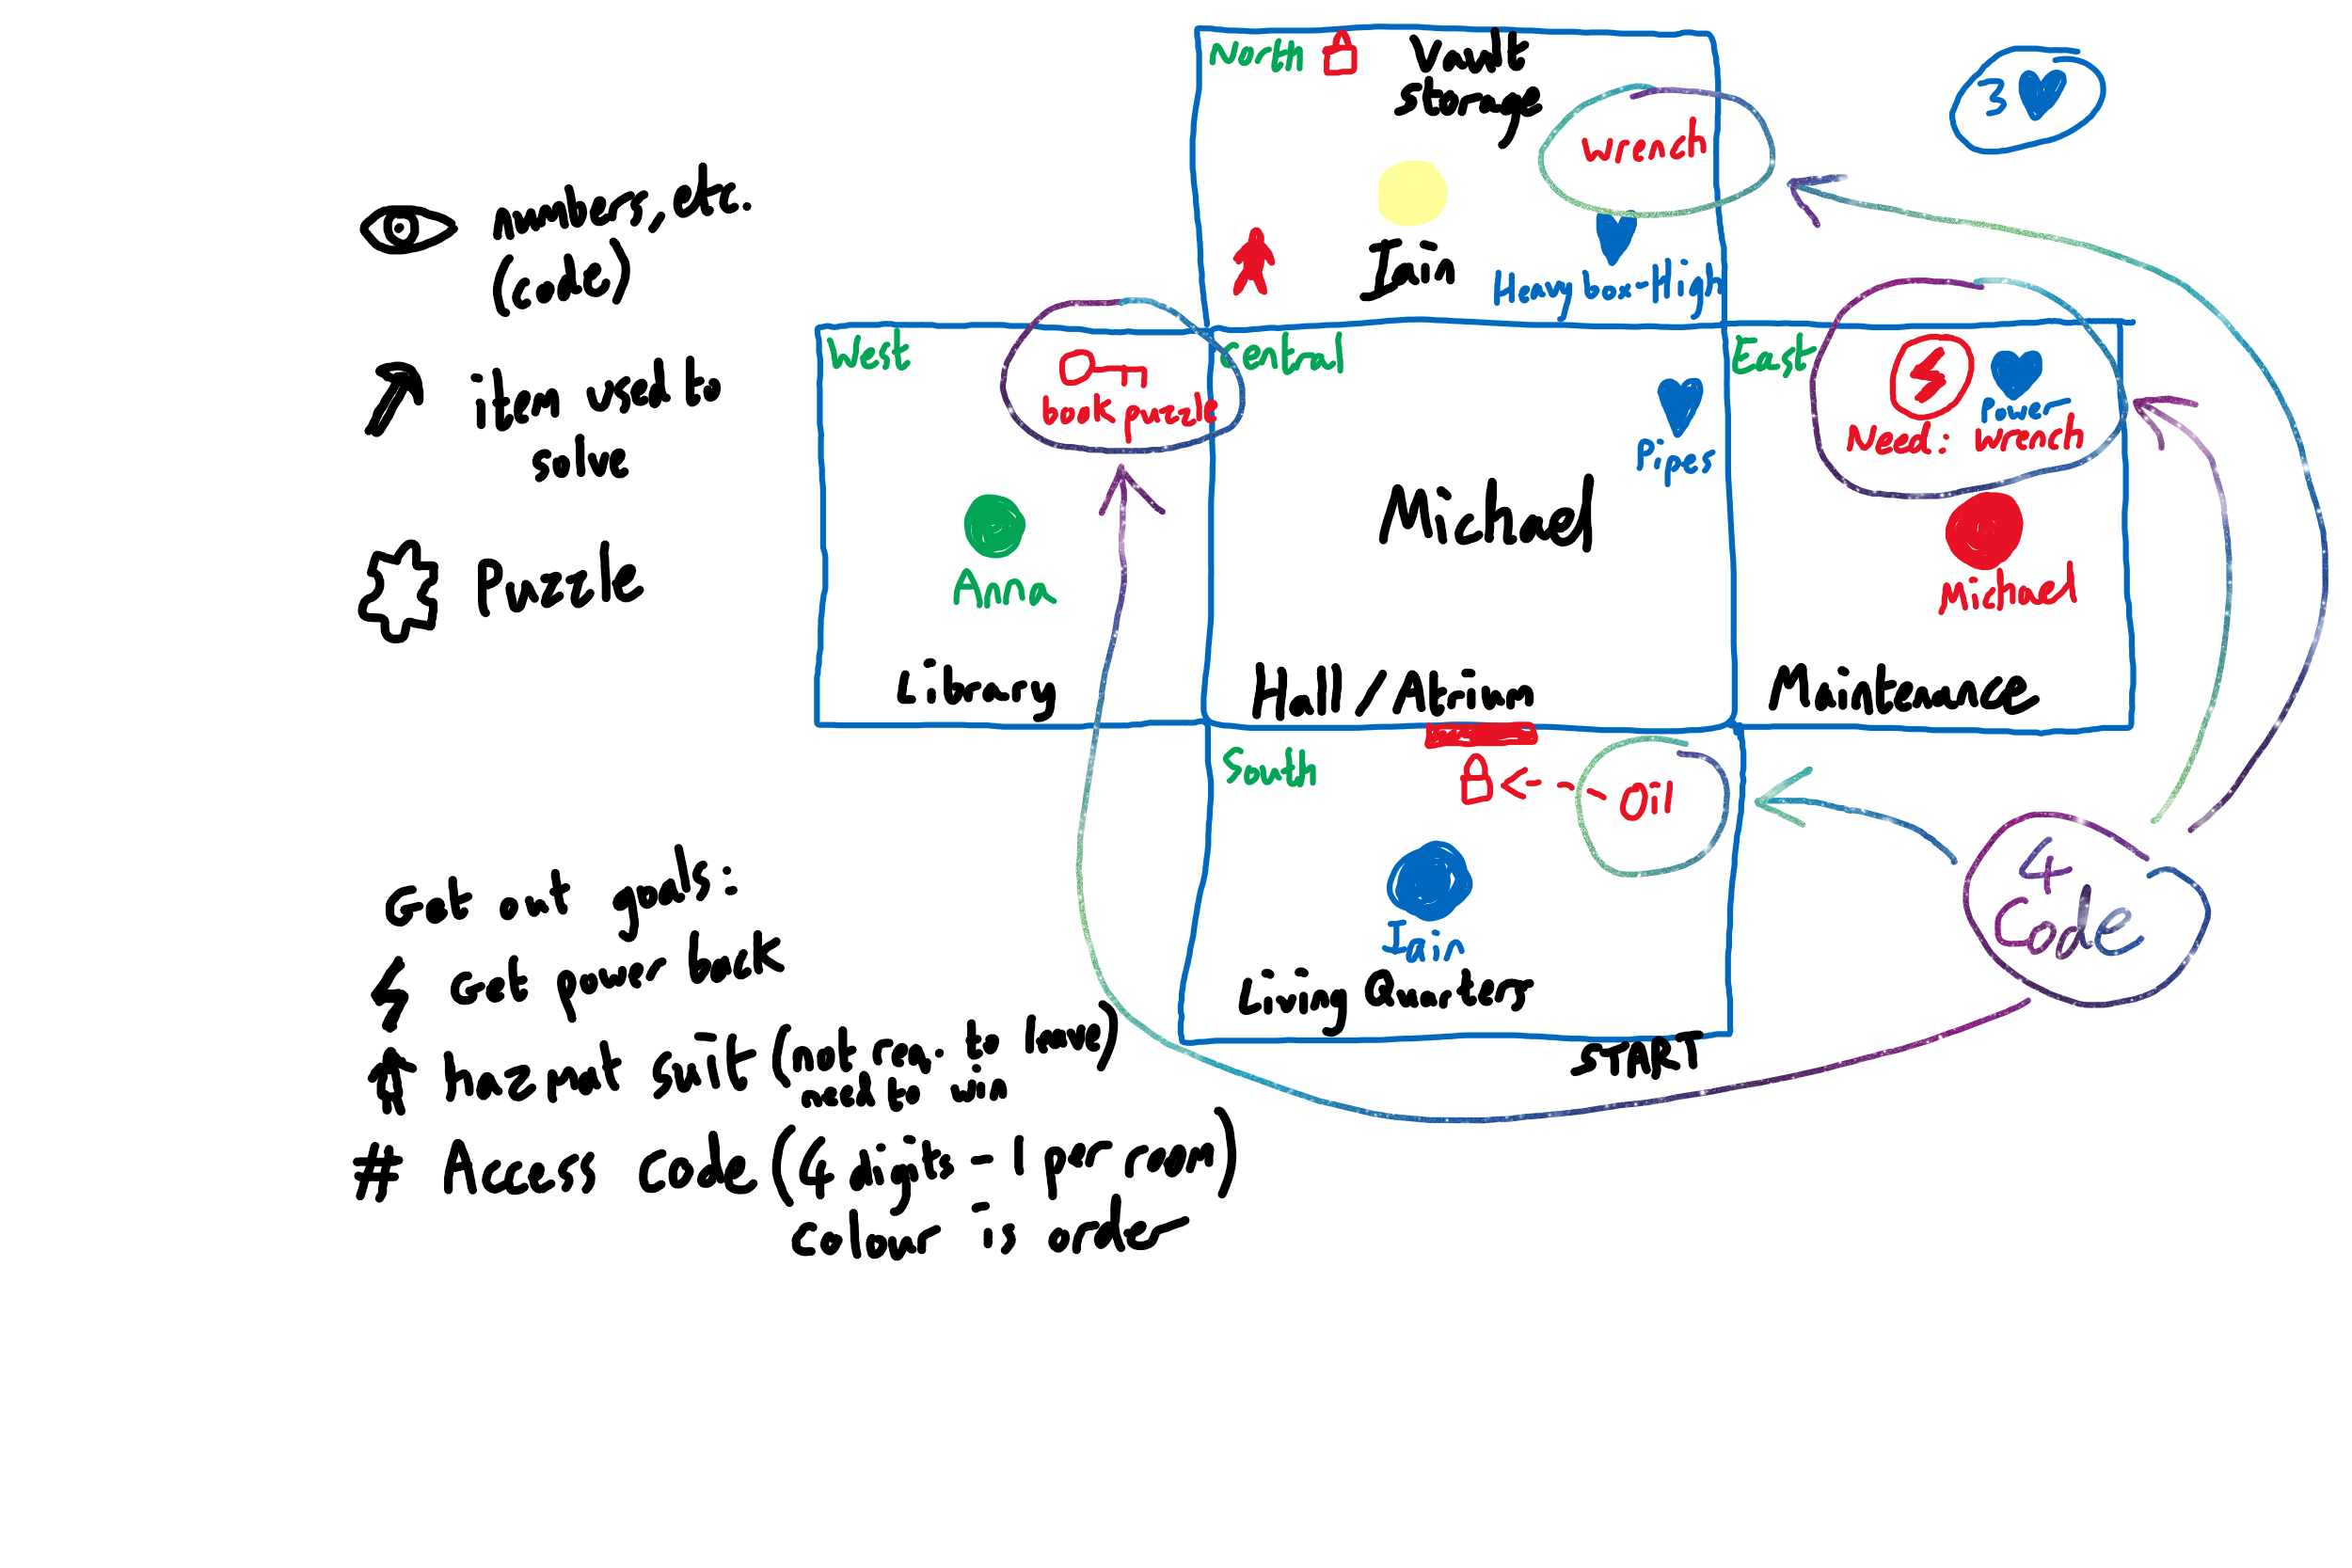 numbers, etc.
(code)
item used to
solve
Puzzle
North
Vault
storage
wrench
Iain
Heavy box-High
3
West
book puzzle
Anna
Library
Central
Pipes
Michael
Hall/Atrium
East
Power
Need: wrench
Michael
Maintenance
South
Oil
Iain
Living Quarters
START
4
Code
Get out goals:
Get power back
hazmat suit (not req. to leave)
need to win
# Access code (4 digits - 1 per room)
colour is order